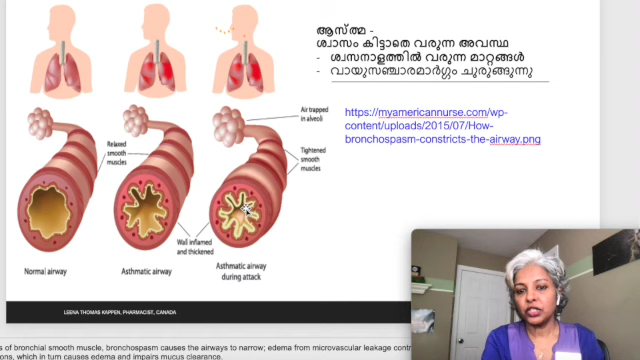 ആസ്ത്മ -
ശ്വാസം കിട്ടാതെ വരുന്ന അവസ്ഥ
- ശ്വസനാളത്തിൽ വരുന്ന മാറ്റങ്ങൾ
- വായുസഞ്ചാരമാർഗ്ഗം ചുരുങ്ങുന്നു
https://myamericannurse.com/wp-
content/uploads/2015/07/How-
bronchospasm-constricts-the-airway.png
Air trapped
in alveoli
Relaxed
smooth
muscles
Tightened
smooth
muscles
Wall inflamed
and thickened
Normal airway
Asthmatic airway
Asthmatic airway
during attack
LEENA THOMAS KAPPEN, PHARMACIST, CANADA
s of bronchial smooth muscle, bronchospasm causes the airways to narrow; edema from microvascular leakage
ons, which in turn causes edema and impairs mucus clearance.